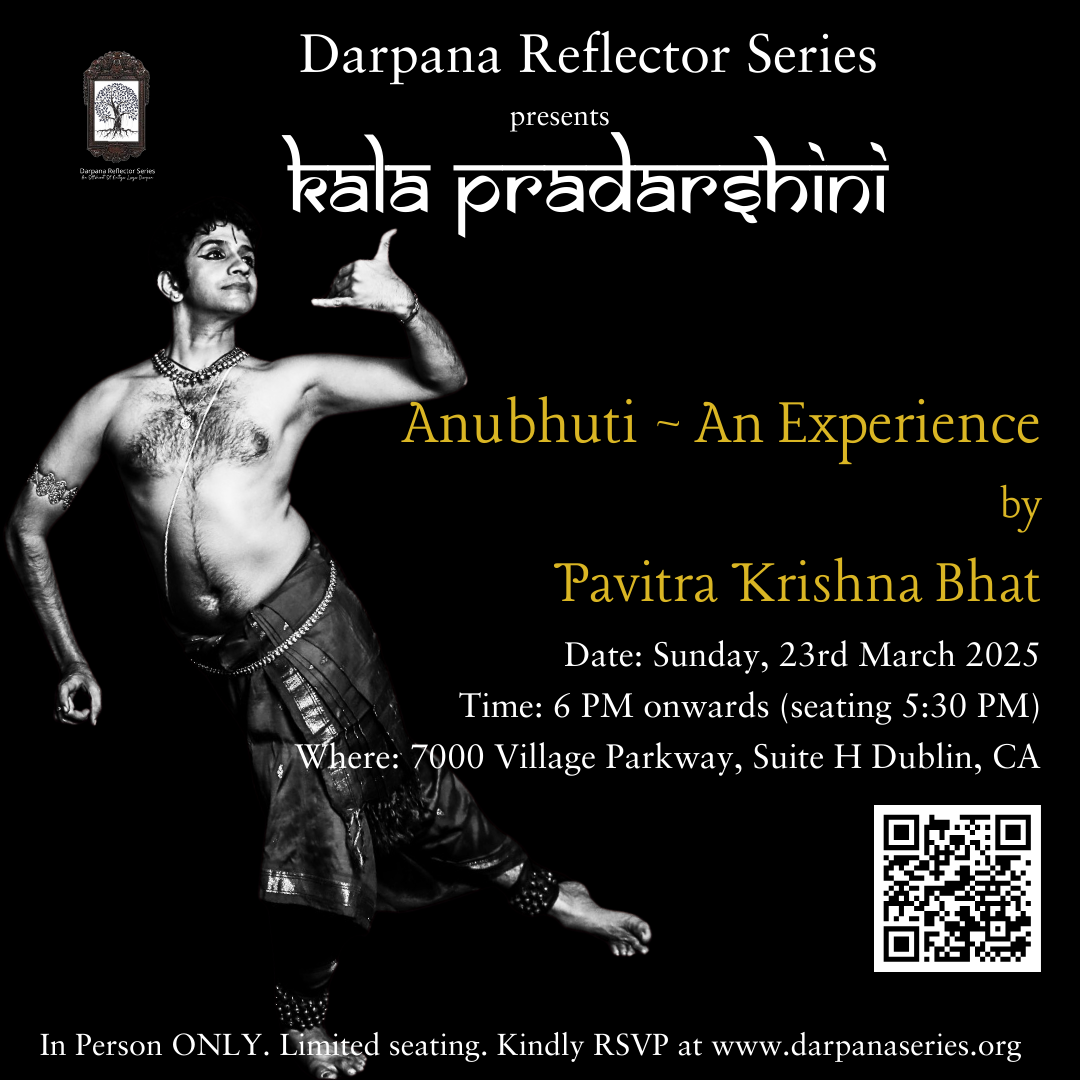 Darpana Reflector Series
presents
kala pradarshini
Darpana Reflector Series
Anubhuti ~ An Experience
by
Pavitra Krishna Bhat
Date: Sunday, 23rd March 2025
Time: 6 PM onwards (seating 5:30 PM)
Where: 7000 Village Parkway, Suite H Dublin, CA
In Person ONLY. Limited seating. Kindly RSVP at www.darpanaseries.org